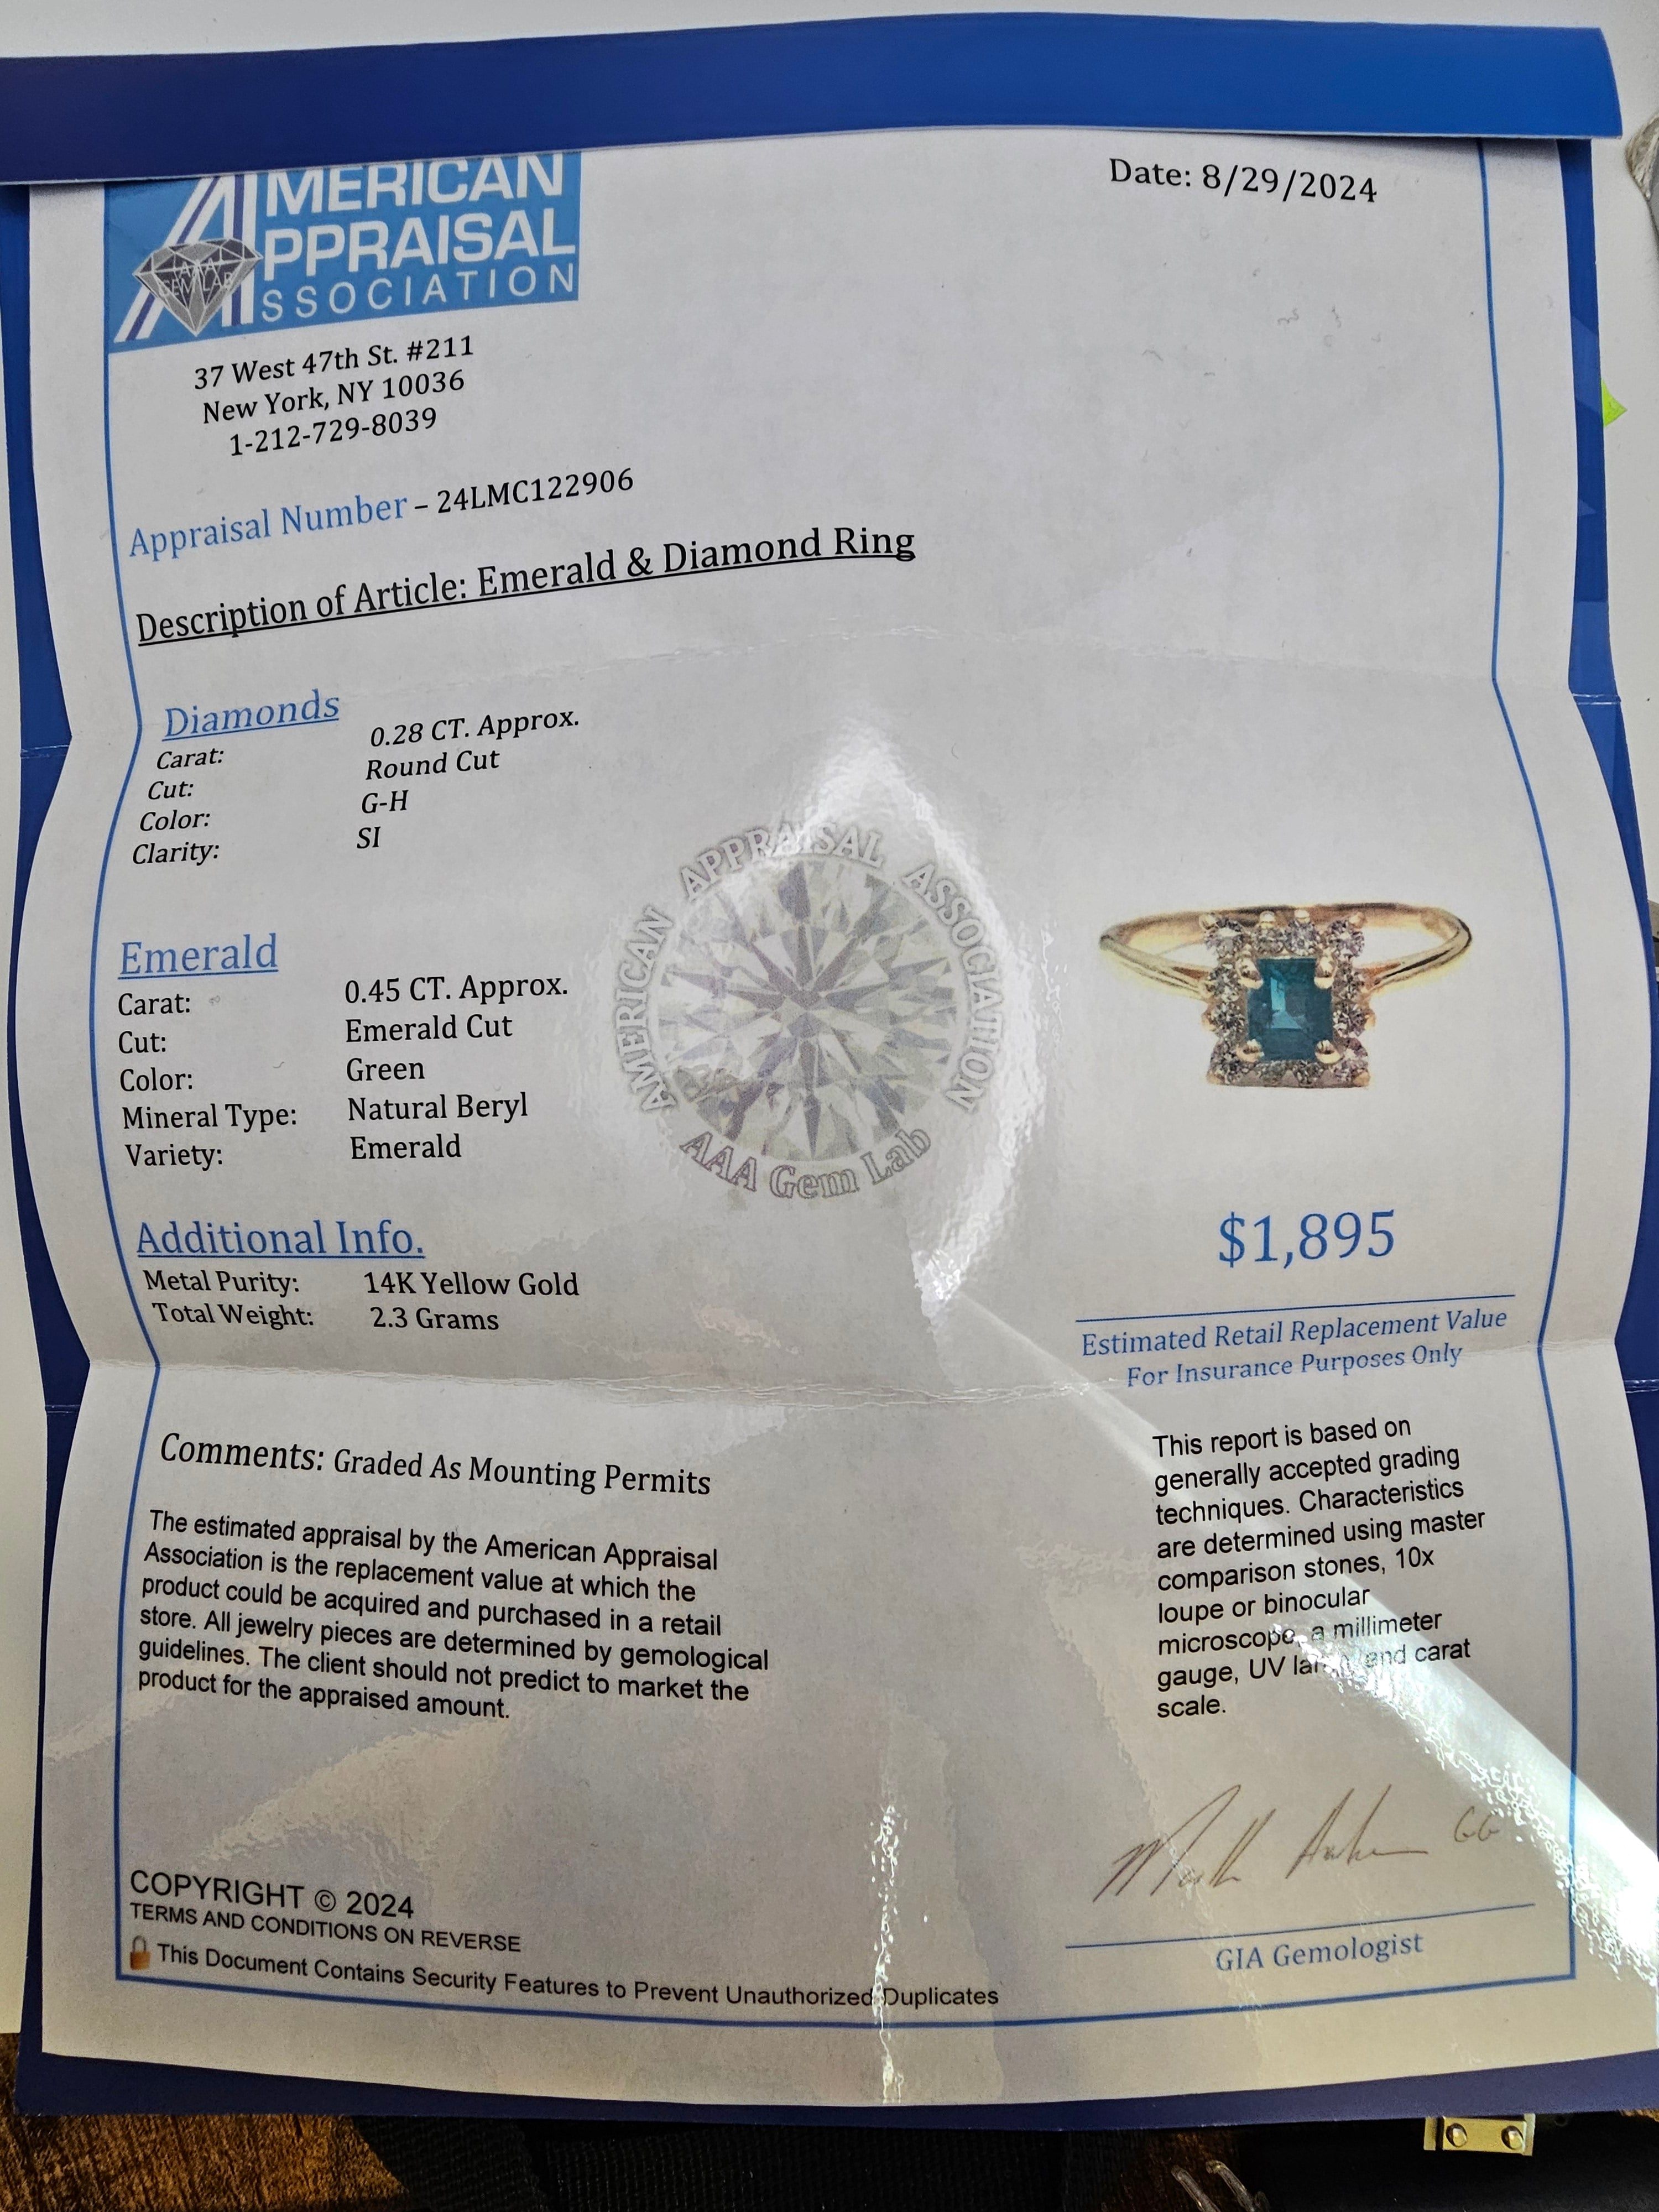 AMERICAN
APPRAISAL
ASSOCIATION
AAA
GEM LAB
Date: 8/29/2024
37 West 47th St. #211
New York, NY 10036
1-212-729-8039
Appraisal Number – 24LMC122906
Description of Article: Emerald & Diamond Ring
Diamonds
Carat: 0.28 CT. Approx.
Cut: Round Cut
Color: G-H
Clarity: SI
AMERICAN APPRAISAL ASSOCIATION
AAA Gem Lab
Emerald
Carat: 0.45 CT. Approx.
Cut: Emerald Cut
Color: Green
Mineral Type: Natural Beryl
Variety: Emerald
Additional Info.
Metal Purity: 14K Yellow Gold
Total Weight: 2.3 Grams
$1,895
Estimated Retail Replacement Value
For Insurance Purposes Only
Comments: Graded As Mounting Permits
The estimated appraisal by the American Appraisal
Association is the replacement value at which the
product could be acquired and purchased in a retail
store. All jewelry pieces are determined by gemological
guidelines. The client should not predict to market the
product for the appraised amount.
This report is based on
generally accepted grading
techniques. Characteristics
are determined using master
comparison stones, 10x
loupe or binocular
microscope, a millimeter
gauge, UV and carat
scale.
GG
GIA Gemologist
COPYRIGHT © 2024
TERMS AND CONDITIONS ON REVERSE
This Document Contains Security Features to Prevent Unauthorized Duplicates